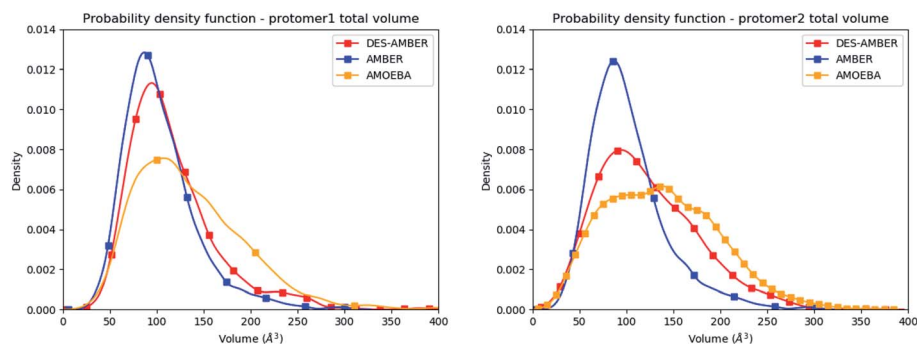 Probability density function - protomer1 total volume
0.014
0.012
0.010
0.008
0.006
0.004
0.002
0.000
Density
DES-AMBER
AMBER
AMOEBA
0 50 100 150 200 250 300 350 400
Volume (Å³)
Probability density function - protomer2 total volume
0.014
0.012
0.010
0.008
0.006
0.004
0.002
0.000
Density
DES-AMBER
AMBER
AMOEBA
0 50 100 150 200 250 300 350 400
Volume (Å³)